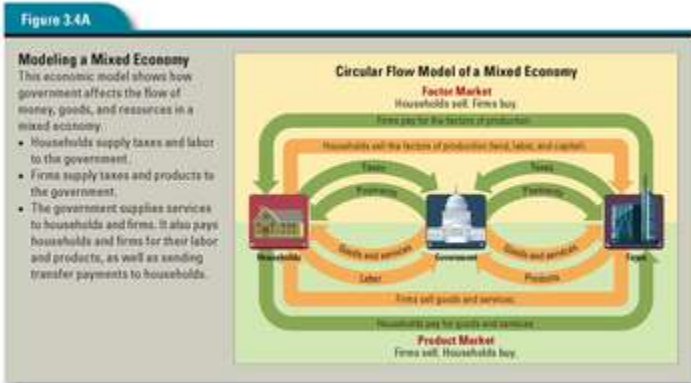 Figure 3.4A
Modeling a Mixed Economy
This economic model shows how
government affects the flow of
money, goods, and resources in a
mixed economy.
• Households supply taxes and labor
to the government.
• Firms supply taxes and products to
the government.
• The government supplies services
to households and firms. It also pays
households and firms for their labor
and products, as well as sending
transfer payments to households.
Circular Flow Model of a Mixed Economy
Factor Market
Households sell. Firms buy.
Firms pay for the factors of production.
Households sell the factors of production (land, labor, and capital).
Taxes
Taxes
Payments
Payments
Households
Government
Firms
Goods and services
Goods and services
Labor
Products
Firms sell goods and services.
Households pay for goods and services.
Product Market
Firms sell. Households buy.